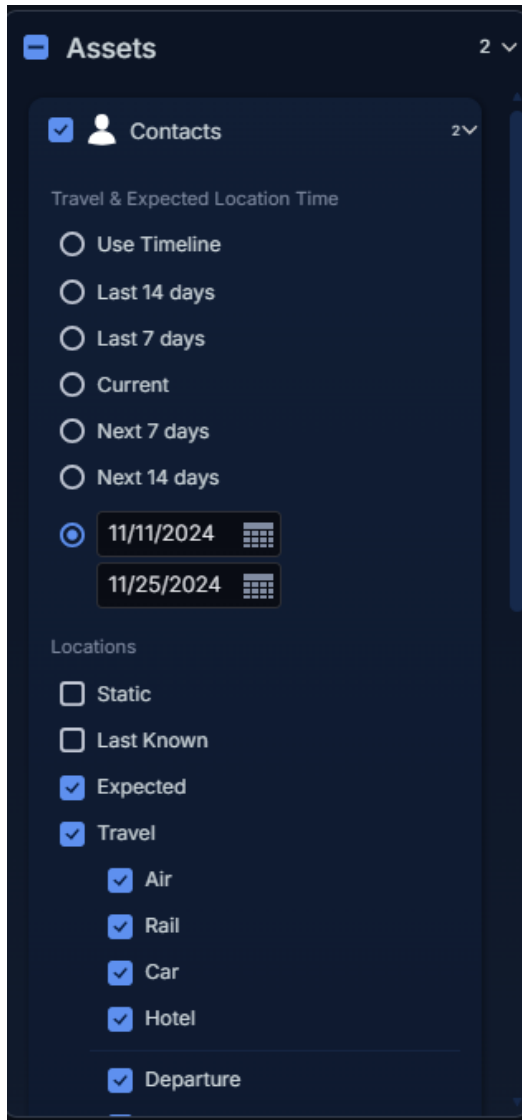 Assets 2
Contacts 2
Travel & Expected Location Time
Use Timeline
Last 14 days
Last 7 days
Current
Next 7 days
Next 14 days
11/11/2024
11/25/2024
Locations
Static
Last Known
Expected
Travel
Air
Rail
Car
Hotel
Departure